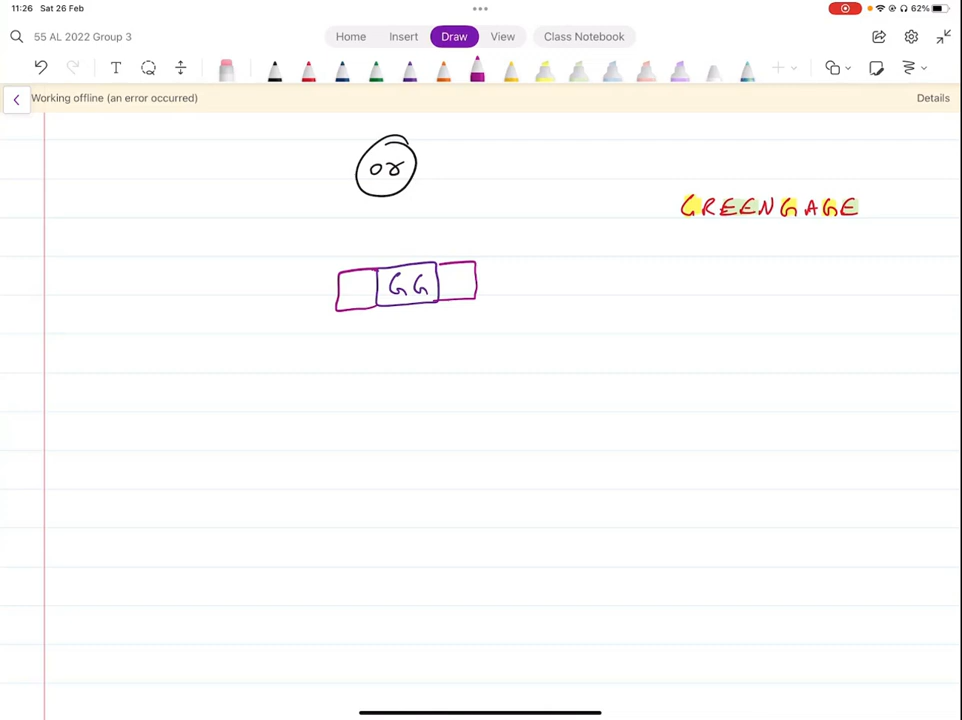 11:26 Sat 26 Feb
62%
55 AL 2022 Group 3
Home Insert Draw View Class Notebook
Working offline (an error occurred) Details
or
GREENGAGE
GG